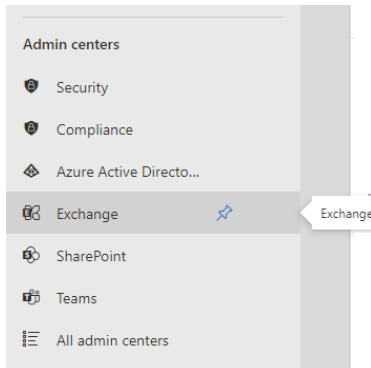 Admin centers
Security
Compliance
Azure Active Directo...
Exchange
Exchange
SharePoint
Teams
All admin centers